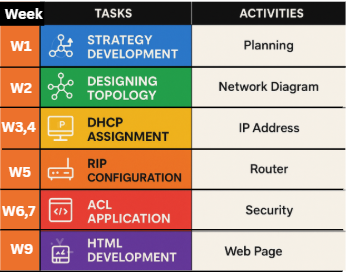 Week TASKS ACTIVITIES
W1 STRATEGY DEVELOPMENT Planning
W2 DESIGNING TOPOLOGY Network Diagram
W3,4 P DHCP ASSIGNMENT IP Address
W5 RIP CONFIGURATION Router
W6,7 </> ACL APPLICATION Security
W9 HTML DEVELOPMENT Web Page